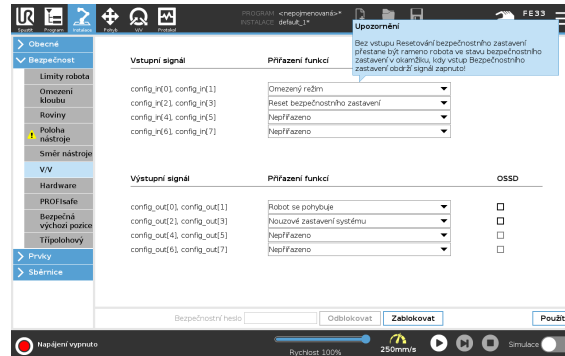 PROGRAM <nepojmenovaná>*
INSTALACE default_1*
FE33
Spustit Program Instalace Pohyb V/V Protokol
Upozornění
Bez vstupu Resetování bezpečnostního zastavení
přestane být rameno robota ve stavu bezpečnostního
zastavení v okamžiku, kdy vstup Bezpečnostního
zastavení obdrží signál zapnuto!
Obecné
Bezpečnost
Limity robota
Omezení
kloubu
Roviny
Poloha
nástroje
Směr nástroje
V/V
Hardware
PROFIsafe
Bezpečná
výchozí pozice
Třípolohový
Prvky
Sběrnice
Vstupní signál Přiřazení funkcí
config_in[0], config_in[1] Omezený režim
config_in[2], config_in[3] Reset bezpečnostního zastavení
config_in[4], config_in[5] Nepřiřazeno
config_in[6], config_in[7] Nepřiřazeno
Výstupní signál Přiřazení funkcí OSSD
config_out[0], config_out[1] Robot se pohybuje
config_out[2], config_out[3] Nouzové zastavení systému
config_out[4], config_out[5] Nepřiřazeno
config_out[6], config_out[7] Nepřiřazeno
Bezpečnostní heslo Odblokovat Zablokovat Použít
Napájení vypnuto Rychlost 100% 250mm/s Simulace